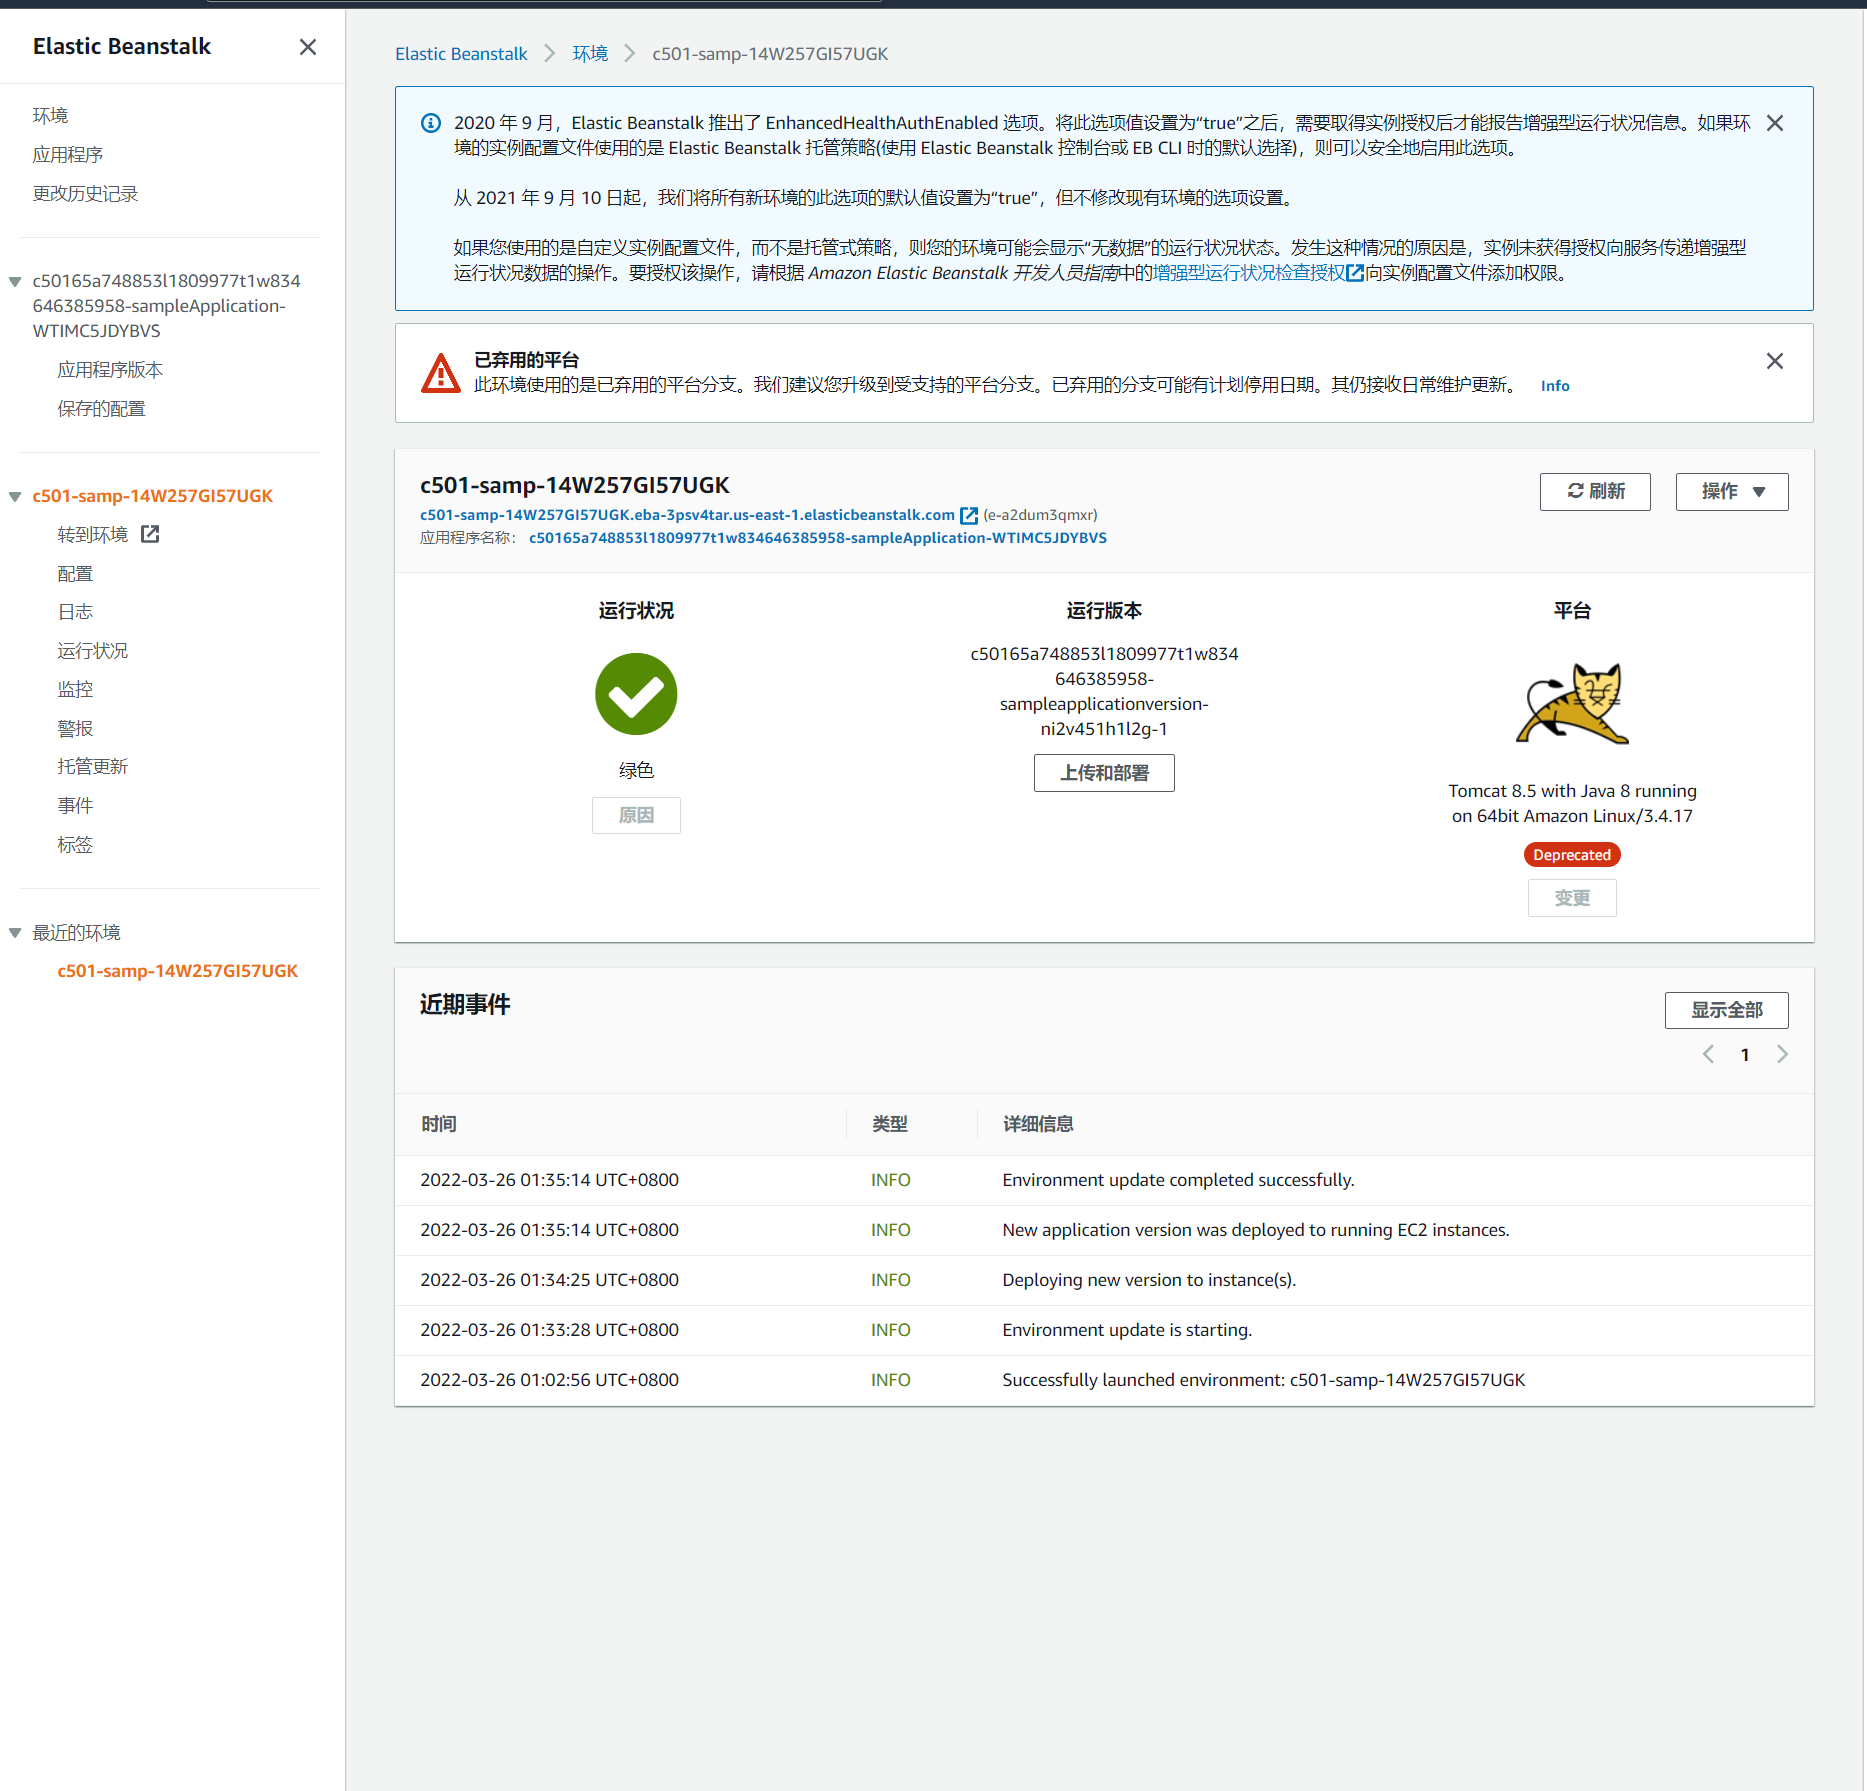 Elastic Beanstalk
环境
应用程序
更改历史记录
c50165a748853l1809977t1w834
646385958-sampleApplication-
WTIMC5JDYBVS
应用程序版本
保存的配置
c501-samp-14W257GI57UGK
转到环境
配置
日志
运行状况
监控
警报
托管更新
事件
标签
最近的环境
c501-samp-14W257GI57UGK
Elastic Beanstalk 环境 c501-samp-14W257GI57UGK
2020 年 9 月，Elastic Beanstalk 推出了 EnhancedHealthAuthEnabled 选项。将此选项值设置为“true”之后，需要取得实例授权后才能报告增强型运行状况信息。如果环
境的实例配置文件使用的是 Elastic Beanstalk 托管策略(使用 Elastic Beanstalk 控制台或 EB CLI 时的默认选择)，则可以安全地启用此选项。
从 2021 年 9 月 10 日起，我们将所有新环境的此选项的默认值设置为“true”，但不修改现有环境的选项设置。
如果您使用的是自定义实例配置文件，而不是托管式策略，则您的环境可能会显示“无数据”的运行状况状态。发生这种情况的原因是，实例未获得授权向服务传递增强型
运行状况数据的操作。要授权该操作，请根据 Amazon Elastic Beanstalk 开发人员指南中的增强型运行状况检查授权向实例配置文件添加权限。
已弃用的平台
此环境使用的是已弃用的平台分支。我们建议您升级到受支持的平台分支。已弃用的分支可能有计划停用日期。其仍接收日常维护更新。 Info
c501-samp-14W257GI57UGK
刷新
操作
c501-samp-14W257GI57UGK.eba-3psv4tar.us-east-1.elasticbeanstalk.com (e-a2dum3qmxr)
应用程序名称： c50165a748853l1809977t1w834646385958-sampleApplication-WTIMC5JDYBVS
运行状况
绿色
原因
运行版本
c50165a748853l1809977t1w834
646385958-
sampleapplicationversion-
ni2v451h1l2g-1
上传和部署
平台
Tomcat 8.5 with Java 8 running
on 64bit Amazon Linux/3.4.17
Deprecated
变更
近期事件
显示全部
1
时间 类型 详细信息
2022-03-26 01:35:14 UTC+0800 INFO Environment update completed successfully.
2022-03-26 01:35:14 UTC+0800 INFO New application version was deployed to running EC2 instances.
2022-03-26 01:34:25 UTC+0800 INFO Deploying new version to instance(s).
2022-03-26 01:33:28 UTC+0800 INFO Environment update is starting.
2022-03-26 01:02:56 UTC+0800 INFO Successfully launched environment: c501-samp-14W257GI57UGK